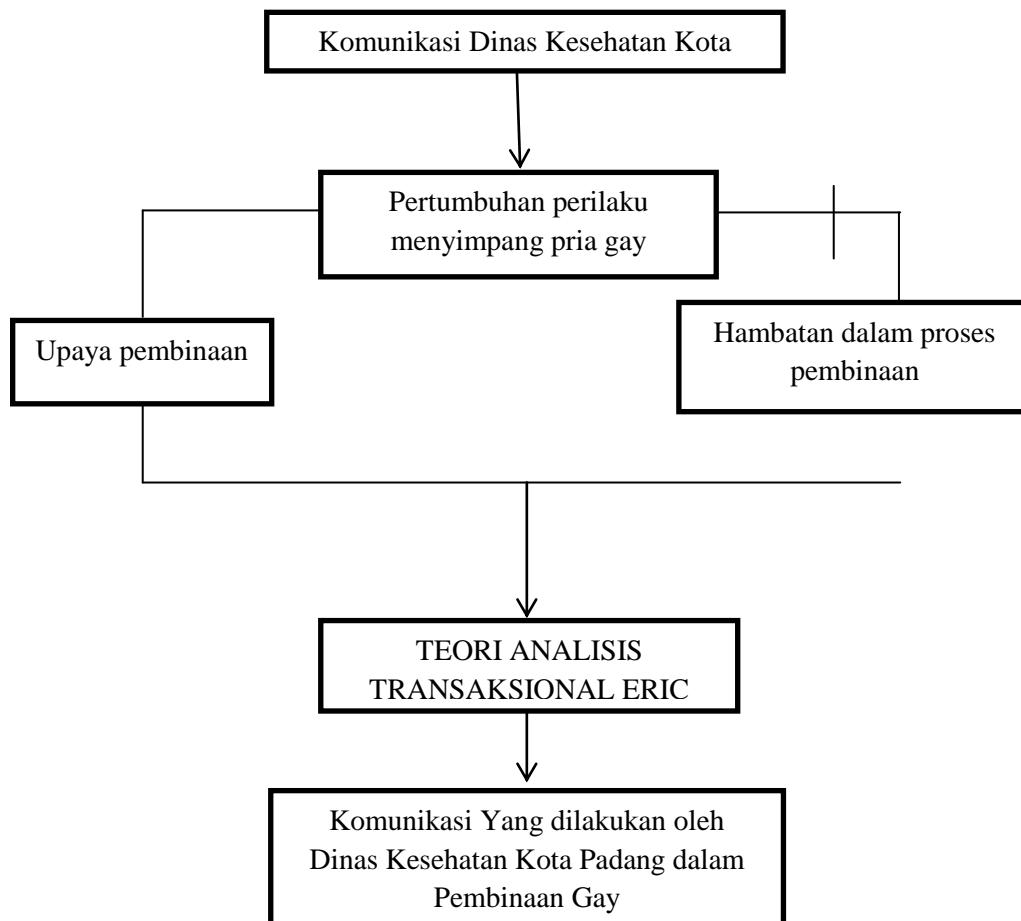 Komunikasi Dinas Kesehatan Kota
Pertumbuhan perilaku
menyimpang pria gay
Upaya pembinaan
Hambatan dalam proses
pembinaan
TEORI ANALISIS
TRANSAKSIONAL ERIC
Komunikasi Yang dilakukan oleh
Dinas Kesehatan Kota Padang dalam
Pembinaan Gay